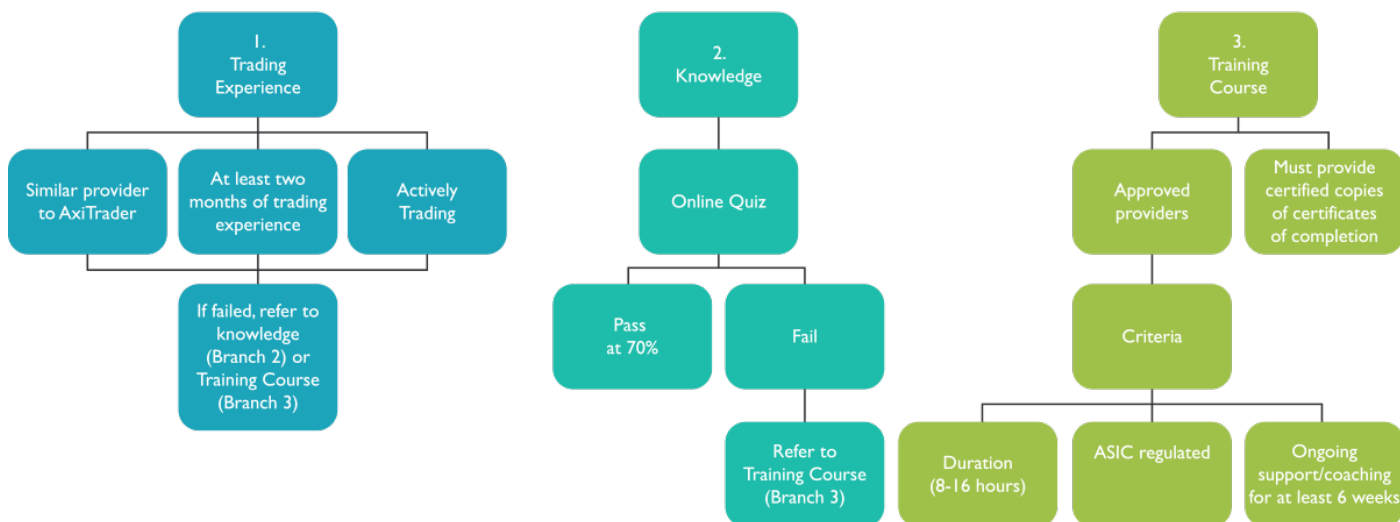 1.
Trading
Experience
Similar provider
to AxiTrader
At least two
months of trading
experience
Actively
Trading
If failed, refer to
knowledge
(Branch 2) or
Training Course
(Branch 3)
2.
Knowledge
Online Quiz
Pass
at 70%
Fail
Refer to
Training Course
(Branch 3)
3.
Training
Course
Approved
providers
Must provide
certified copies
of certificates
of completion
Criteria
Duration
(8-16 hours)
ASIC regulated
Ongoing
support/coaching
for at least 6 weeks